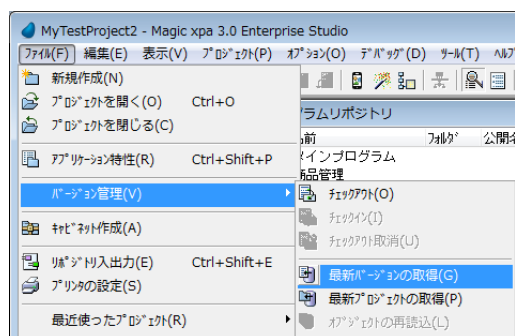 MyTestProject2 - Magic xpa 3.0 Enterprise Studio
ﾌｧｲﾙ(F) 編集(E) 表示(V) ﾌﾟﾛｼﾞｪｸﾄ(P) ｵﾌﾟｼｮﾝ(O) ﾃﾞﾊﾞｯｸﾞ(D) ﾂｰﾙ(T)
新規作成(N)
ﾌﾟﾛｼﾞｪｸﾄを開く(O) Ctrl+O
ﾌﾟﾛｼﾞｪｸﾄを閉じる(C)
ｱﾌﾟﾘｹｰｼｮﾝ特性(R) Ctrl+Shift+P
ﾊﾞｰｼﾞｮﾝ管理(V)
ｷｬﾋﾞﾈｯﾄ作成(A)
ﾘﾎﾟｼﾞﾄﾘ入出力(E) Ctrl+Shift+E
ﾌﾟﾘﾝﾀの設定(S)
最近使ったﾌﾟﾛｼﾞｪｸﾄ(R)
ラムリポジトリ
名前 ﾌｫﾙﾀﾞ 公開名
メインプログラム
商品管理
ﾁｪｯｸｱｳﾄ(O)
ﾁｪｯｸｲﾝ(I)
ﾁｪｯｸｱｳﾄ取消(U)
最新ﾊﾞｰｼﾞｮﾝの取得(G)
最新ﾌﾟﾛｼﾞｪｸﾄの取得(P)
ｵﾌﾞｼﾞｪｸﾄの再読込(L)